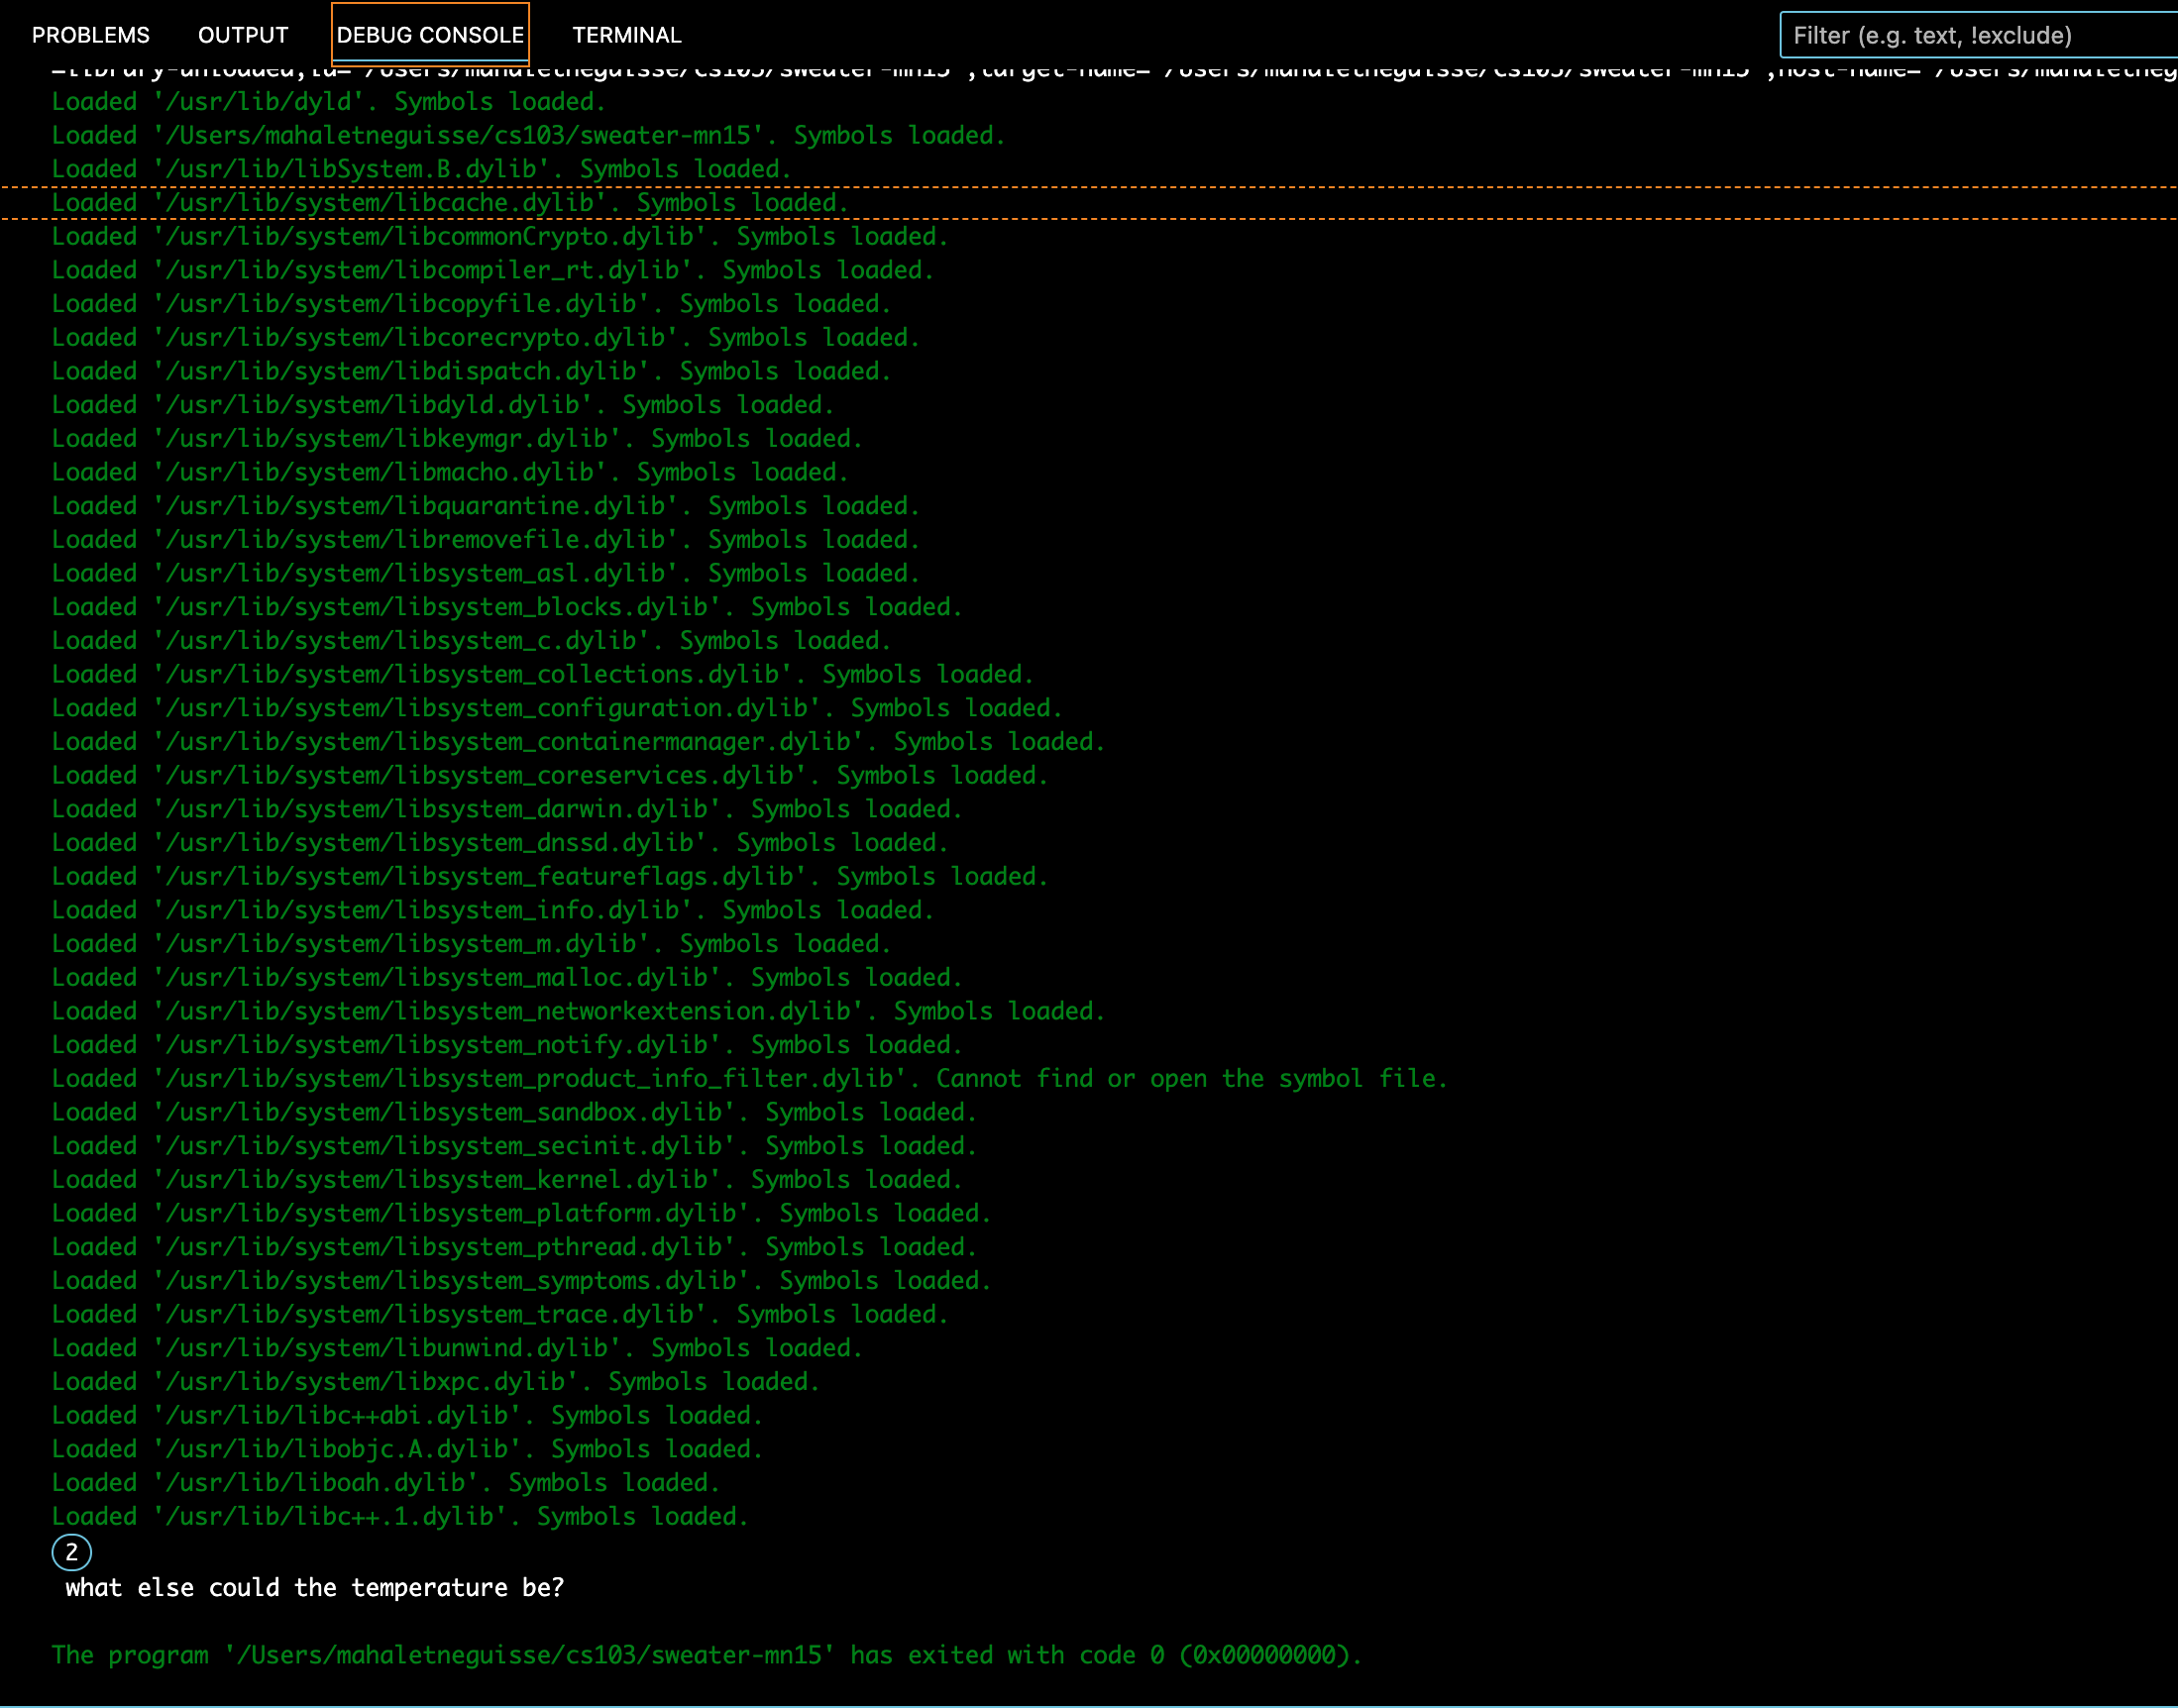 PROBLEMS OUTPUT DEBUG CONSOLE TERMINAL Filter (e.g. text, !exclude)
=library-unloaded,id="/Users/mahaletneguisse/cs103/sweater-mn15",target-name="/Users/mahaletneguisse/cs103/sweater-mn15",host-name="/Users/mahaletneg
Loaded '/usr/lib/dyld'. Symbols loaded.
Loaded '/Users/mahaletneguisse/cs103/sweater-mn15'. Symbols loaded.
Loaded '/usr/lib/libSystem.B.dylib'. Symbols loaded.
Loaded '/usr/lib/system/libcache.dylib'. Symbols loaded.
Loaded '/usr/lib/system/libcommonCrypto.dylib'. Symbols loaded.
Loaded '/usr/lib/system/libcompiler_rt.dylib'. Symbols loaded.
Loaded '/usr/lib/system/libcopyfile.dylib'. Symbols loaded.
Loaded '/usr/lib/system/libcorecrypto.dylib'. Symbols loaded.
Loaded '/usr/lib/system/libdispatch.dylib'. Symbols loaded.
Loaded '/usr/lib/system/libdyld.dylib'. Symbols loaded.
Loaded '/usr/lib/system/libkeymgr.dylib'. Symbols loaded.
Loaded '/usr/lib/system/libmacho.dylib'. Symbols loaded.
Loaded '/usr/lib/system/libquarantine.dylib'. Symbols loaded.
Loaded '/usr/lib/system/libremovefile.dylib'. Symbols loaded.
Loaded '/usr/lib/system/libsystem_asl.dylib'. Symbols loaded.
Loaded '/usr/lib/system/libsystem_blocks.dylib'. Symbols loaded.
Loaded '/usr/lib/system/libsystem_c.dylib'. Symbols loaded.
Loaded '/usr/lib/system/libsystem_collections.dylib'. Symbols loaded.
Loaded '/usr/lib/system/libsystem_configuration.dylib'. Symbols loaded.
Loaded '/usr/lib/system/libsystem_containermanager.dylib'. Symbols loaded.
Loaded '/usr/lib/system/libsystem_coreservices.dylib'. Symbols loaded.
Loaded '/usr/lib/system/libsystem_darwin.dylib'. Symbols loaded.
Loaded '/usr/lib/system/libsystem_dnssd.dylib'. Symbols loaded.
Loaded '/usr/lib/system/libsystem_featureflags.dylib'. Symbols loaded.
Loaded '/usr/lib/system/libsystem_info.dylib'. Symbols loaded.
Loaded '/usr/lib/system/libsystem_m.dylib'. Symbols loaded.
Loaded '/usr/lib/system/libsystem_malloc.dylib'. Symbols loaded.
Loaded '/usr/lib/system/libsystem_networkextension.dylib'. Symbols loaded.
Loaded '/usr/lib/system/libsystem_notify.dylib'. Symbols loaded.
Loaded '/usr/lib/system/libsystem_product_info_filter.dylib'. Cannot find or open the symbol file.
Loaded '/usr/lib/system/libsystem_sandbox.dylib'. Symbols loaded.
Loaded '/usr/lib/system/libsystem_secinit.dylib'. Symbols loaded.
Loaded '/usr/lib/system/libsystem_kernel.dylib'. Symbols loaded.
Loaded '/usr/lib/system/libsystem_platform.dylib'. Symbols loaded.
Loaded '/usr/lib/system/libsystem_pthread.dylib'. Symbols loaded.
Loaded '/usr/lib/system/libsystem_symptoms.dylib'. Symbols loaded.
Loaded '/usr/lib/system/libsystem_trace.dylib'. Symbols loaded.
Loaded '/usr/lib/system/libunwind.dylib'. Symbols loaded.
Loaded '/usr/lib/system/libxpc.dylib'. Symbols loaded.
Loaded '/usr/lib/libc++abi.dylib'. Symbols loaded.
Loaded '/usr/lib/libobjc.A.dylib'. Symbols loaded.
Loaded '/usr/lib/liboah.dylib'. Symbols loaded.
Loaded '/usr/lib/libc++.1.dylib'. Symbols loaded.
2
what else could the temperature be?
The program '/Users/mahaletneguisse/cs103/sweater-mn15' has exited with code 0 (0x00000000).